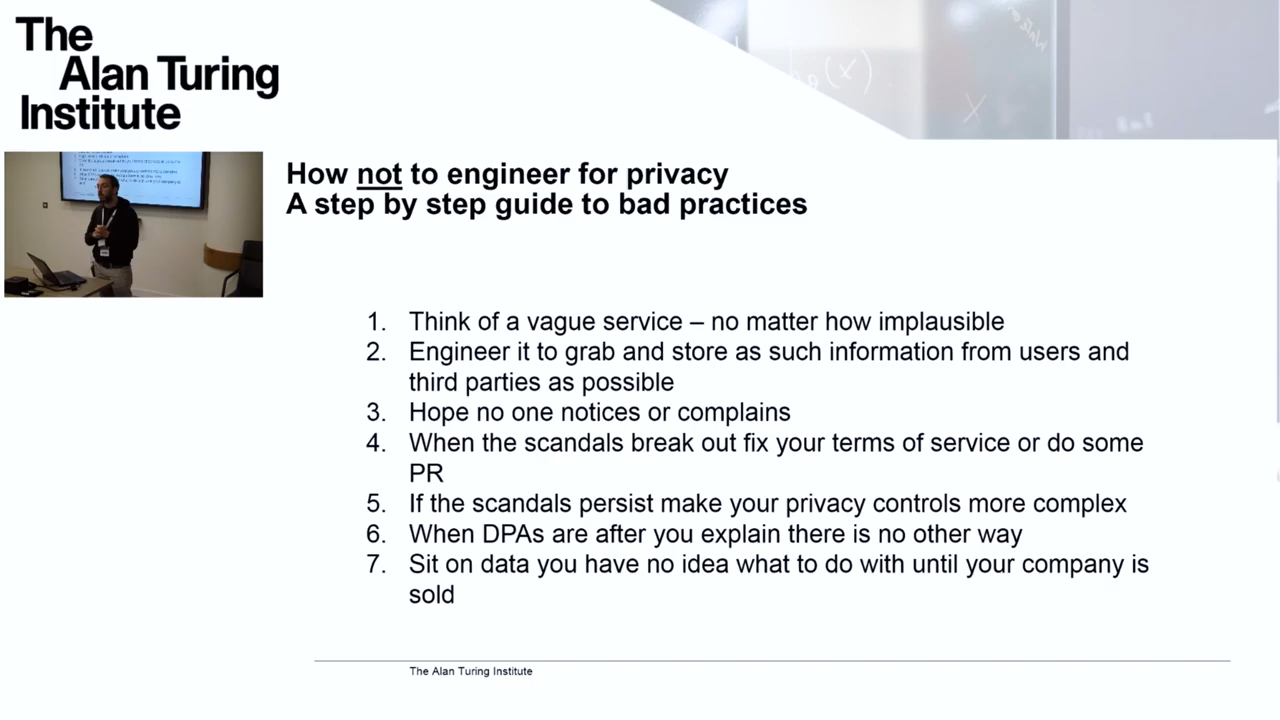 The
Alan Turing
Institute
How not to engineer for privacy
A step by step guide to bad practices
1. Think of a vague service – no matter how implausible
2. Engineer it to grab and store as such information from users and
third parties as possible
3. Hope no one notices or complains
4. When the scandals break out fix your terms of service or do some
PR
5. If the scandals persist make your privacy controls more complex
6. When DPAs are after you explain there is no other way
7. Sit on data you have no idea what to do with until your company is
sold
The Alan Turing Institute